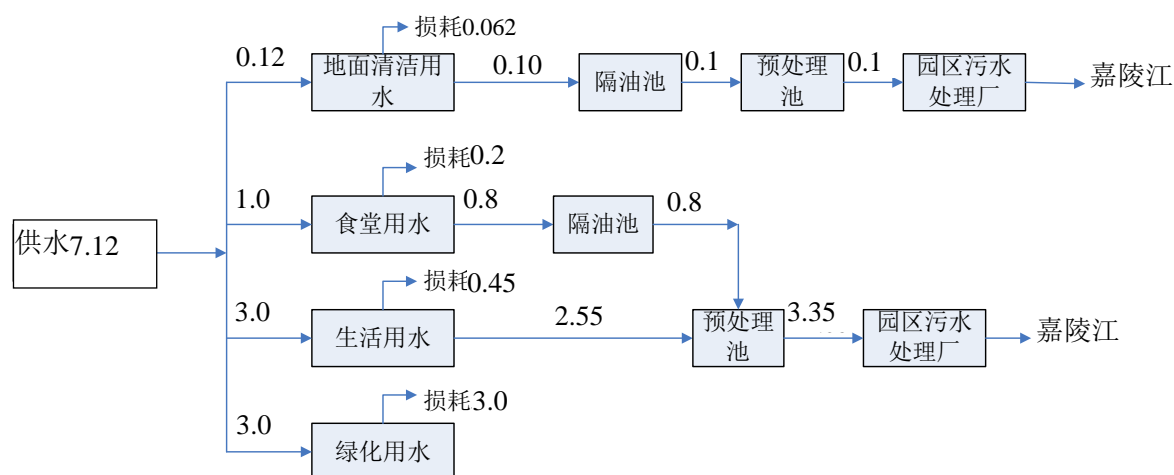 损耗0.062
0.12
地面清洁用
水
0.10
隔油池
0.1
预处理
池
0.1
园区污水
处理厂
嘉陵江
损耗0.2
1.0
食堂用水
0.8
隔油池
0.8
供水7.12
损耗0.45
3.0
生活用水
2.55
预处理
池
3.35
园区污水
处理厂
嘉陵江
损耗3.0
3.0
绿化用水